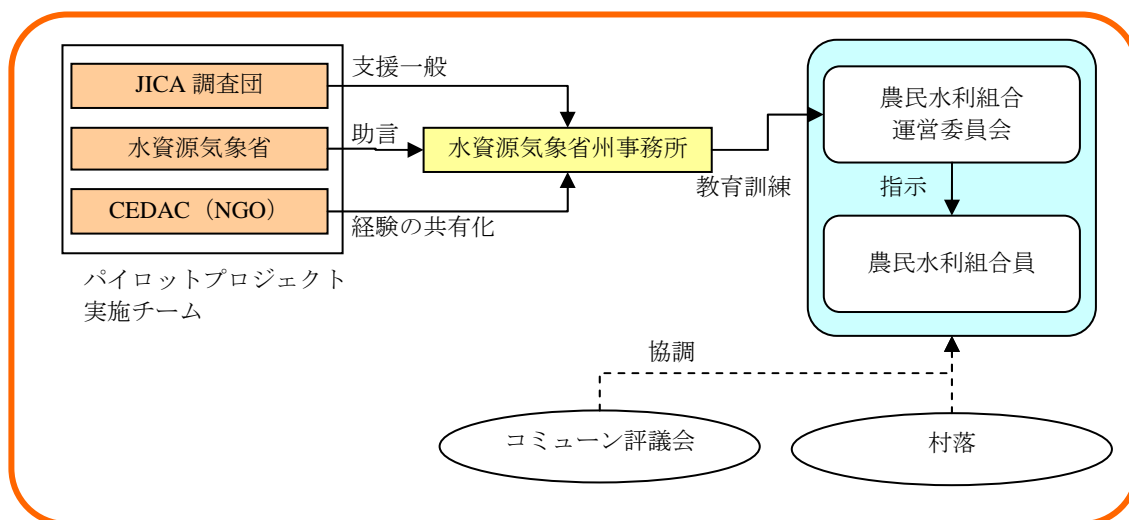 JICA 調査団
支援一般
水資源気象省
助言
CEDAC（NGO）
経験の共有化
パイロットプロジェクト
実施チーム
水資源気象省州事務所
教育訓練
農民水利組合
運営委員会
指示
農民水利組合員
協調
コミューン評議会
村落